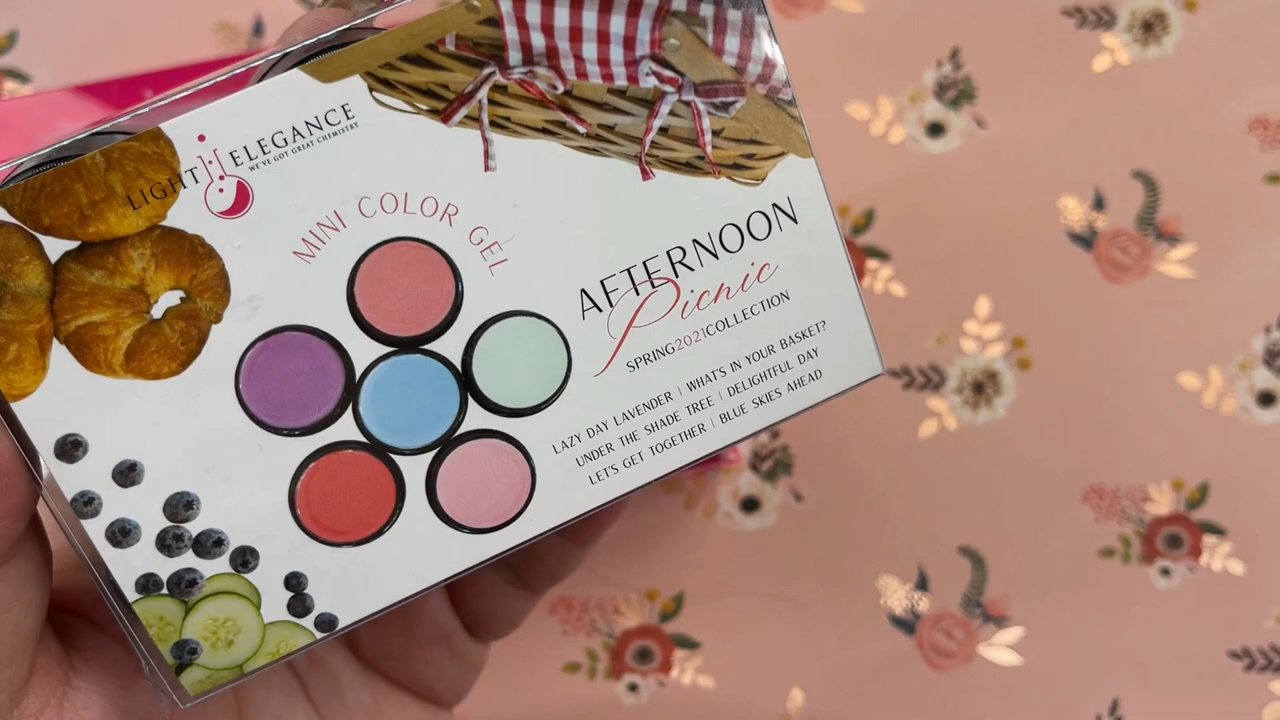 LIGHT ELEGANCE
WE'VE GOT GREAT CHEMISTRY
MINI COLOR GEL
AFTERNOON
Picnic
SPRING2021COLLECTION
LAZY DAY LAVENDER | WHAT'S IN YOUR BASKET?
UNDER THE SHADE TREE | DELIGHTFUL DAY
LET'S GET TOGETHER | BLUE SKIES AHEAD